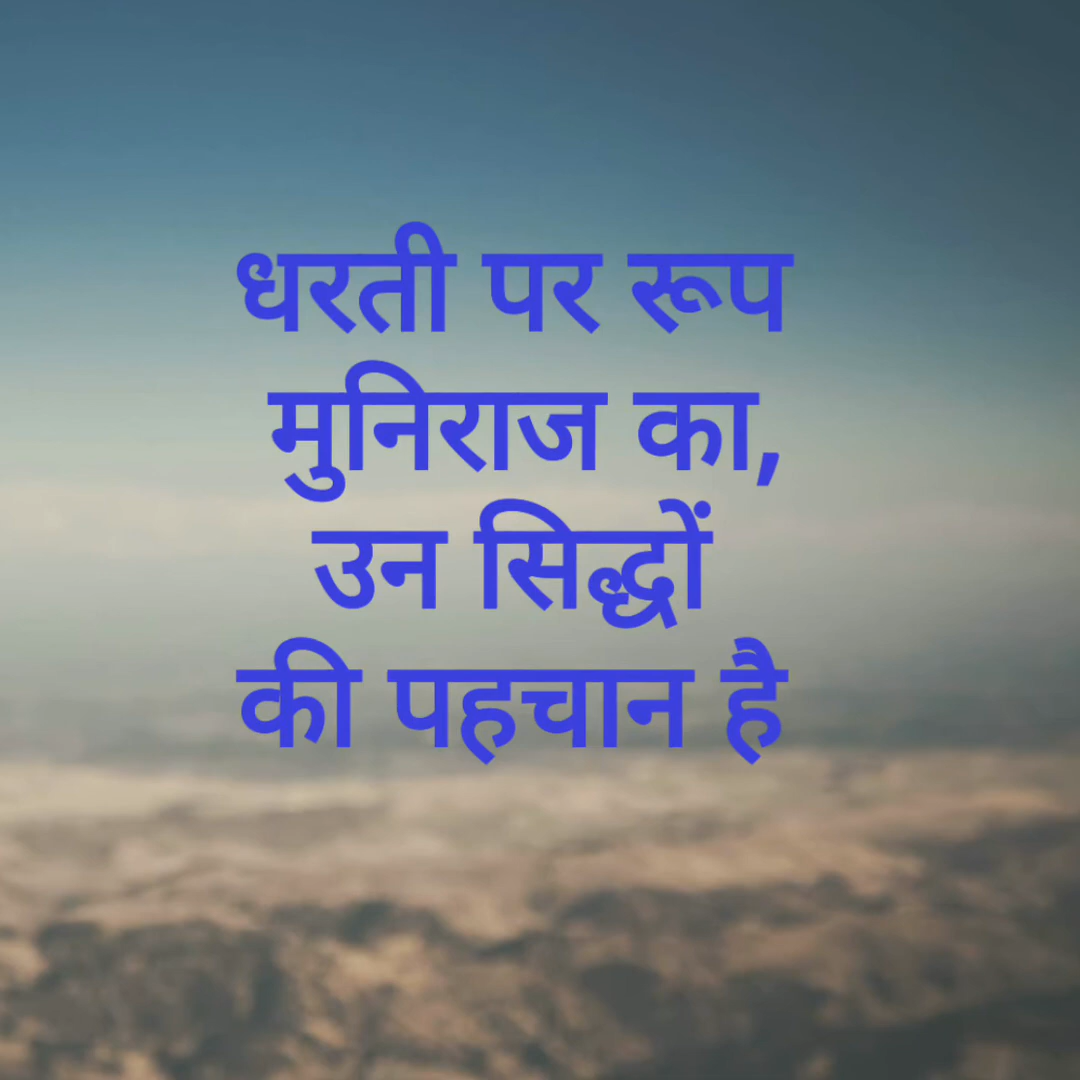 धरती पर रूप
मुनिराज का,
उन सिद्धों
की पहचान है